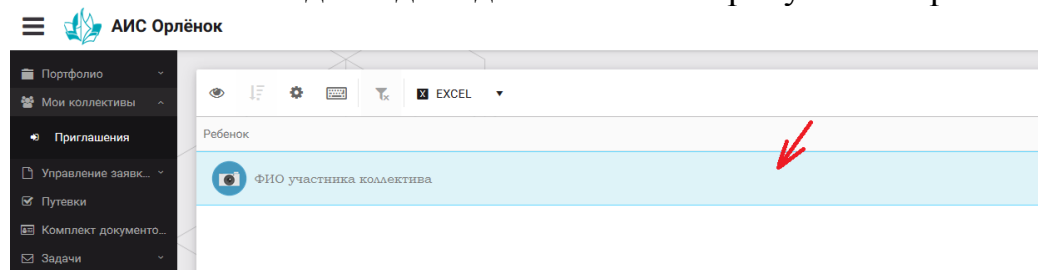 АИС Орлёнок
Портфолио
Мои коллективы
EXCEL
Приглашения
Ребенок
ФИО участника коллектива
Управление заявк...
Путевки
Комплект документо...
Задачи